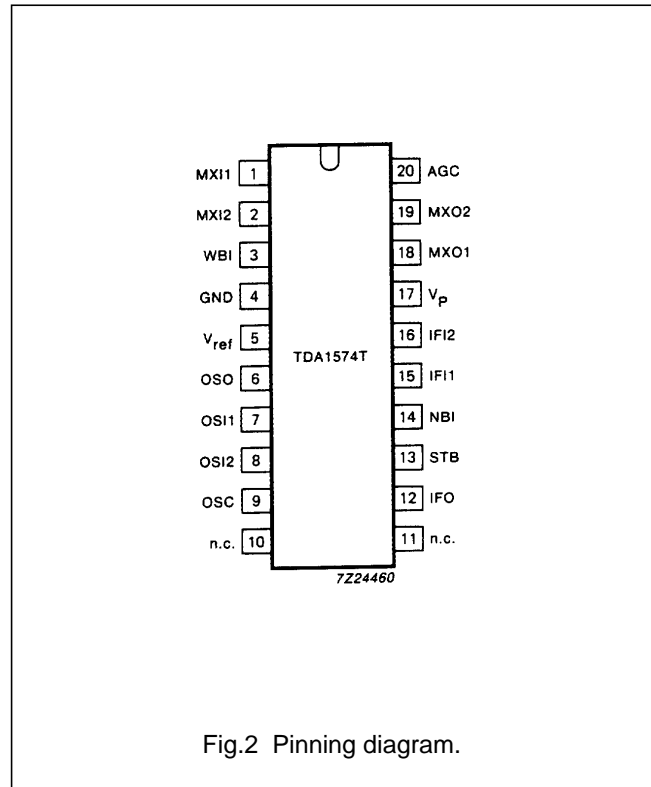 MXI1 1
MXI2 2
WBI 3
GND 4
Vref 5
OSO 6
OSI1 7
OSI2 8
OSC 9
n.c. 10
TDA1574T
20 AGC
19 MXO2
18 MXO1
17 Vp
16 IFI2
15 IFI1
14 NBI
13 STB
12 IFO
11 n.c.
7Z24460
Fig.2 Pinning diagram.